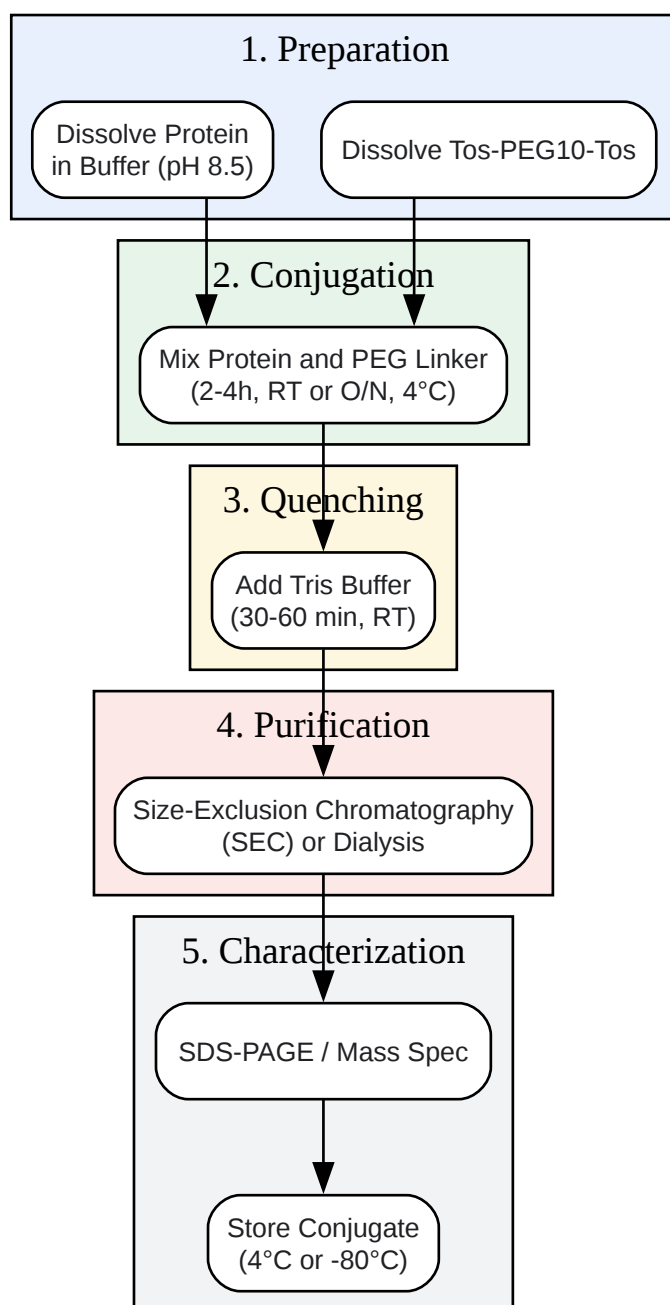 1. Preparation
Dissolve Protein
in Buffer (pH 8.5)
Dissolve Tos-PEG10-Tos
2. Conjugation
Mix Protein and PEG Linker
(2-4h, RT or O/N, 4°C)
3. Quenching
Add Tris Buffer
(30-60 min, RT)
4. Purification
Size-Exclusion Chromatography
(SEC) or Dialysis
5. Characterization
SDS-PAGE / Mass Spec
Store Conjugate
(4°C or -80°C)